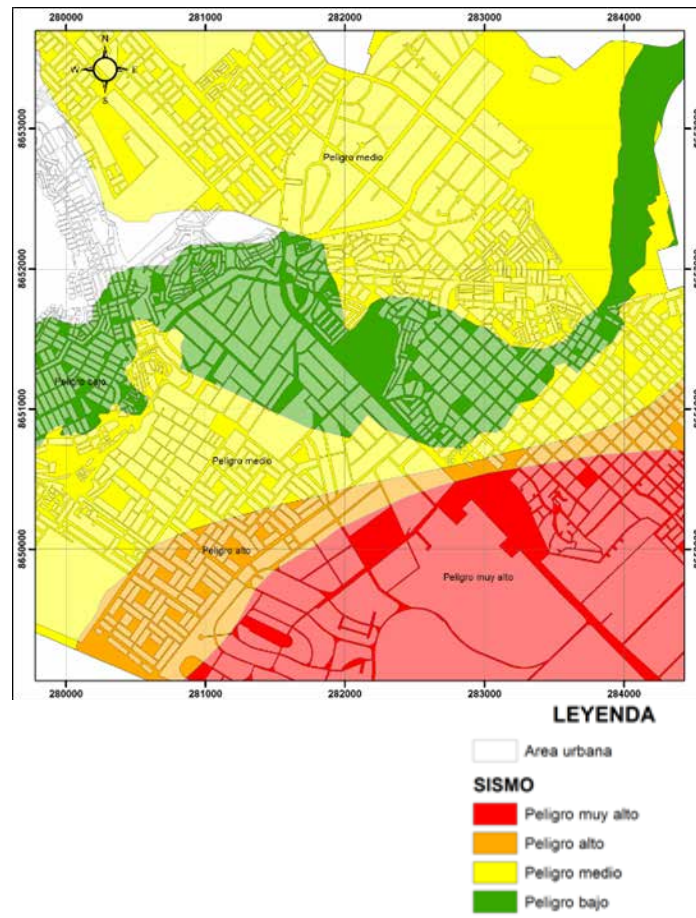 280000 281000 282000 283000 284000
N
W E
S
8653000
Peligro medio
8652000
Peligro bajo
8651000
Peligro medio
8650000
Peligro alto
Peligro muy alto
280000 281000 282000 283000 284000
LEYENDA
Area urbana
SISMO
Peligro muy alto
Peligro alto
Peligro medio
Peligro bajo